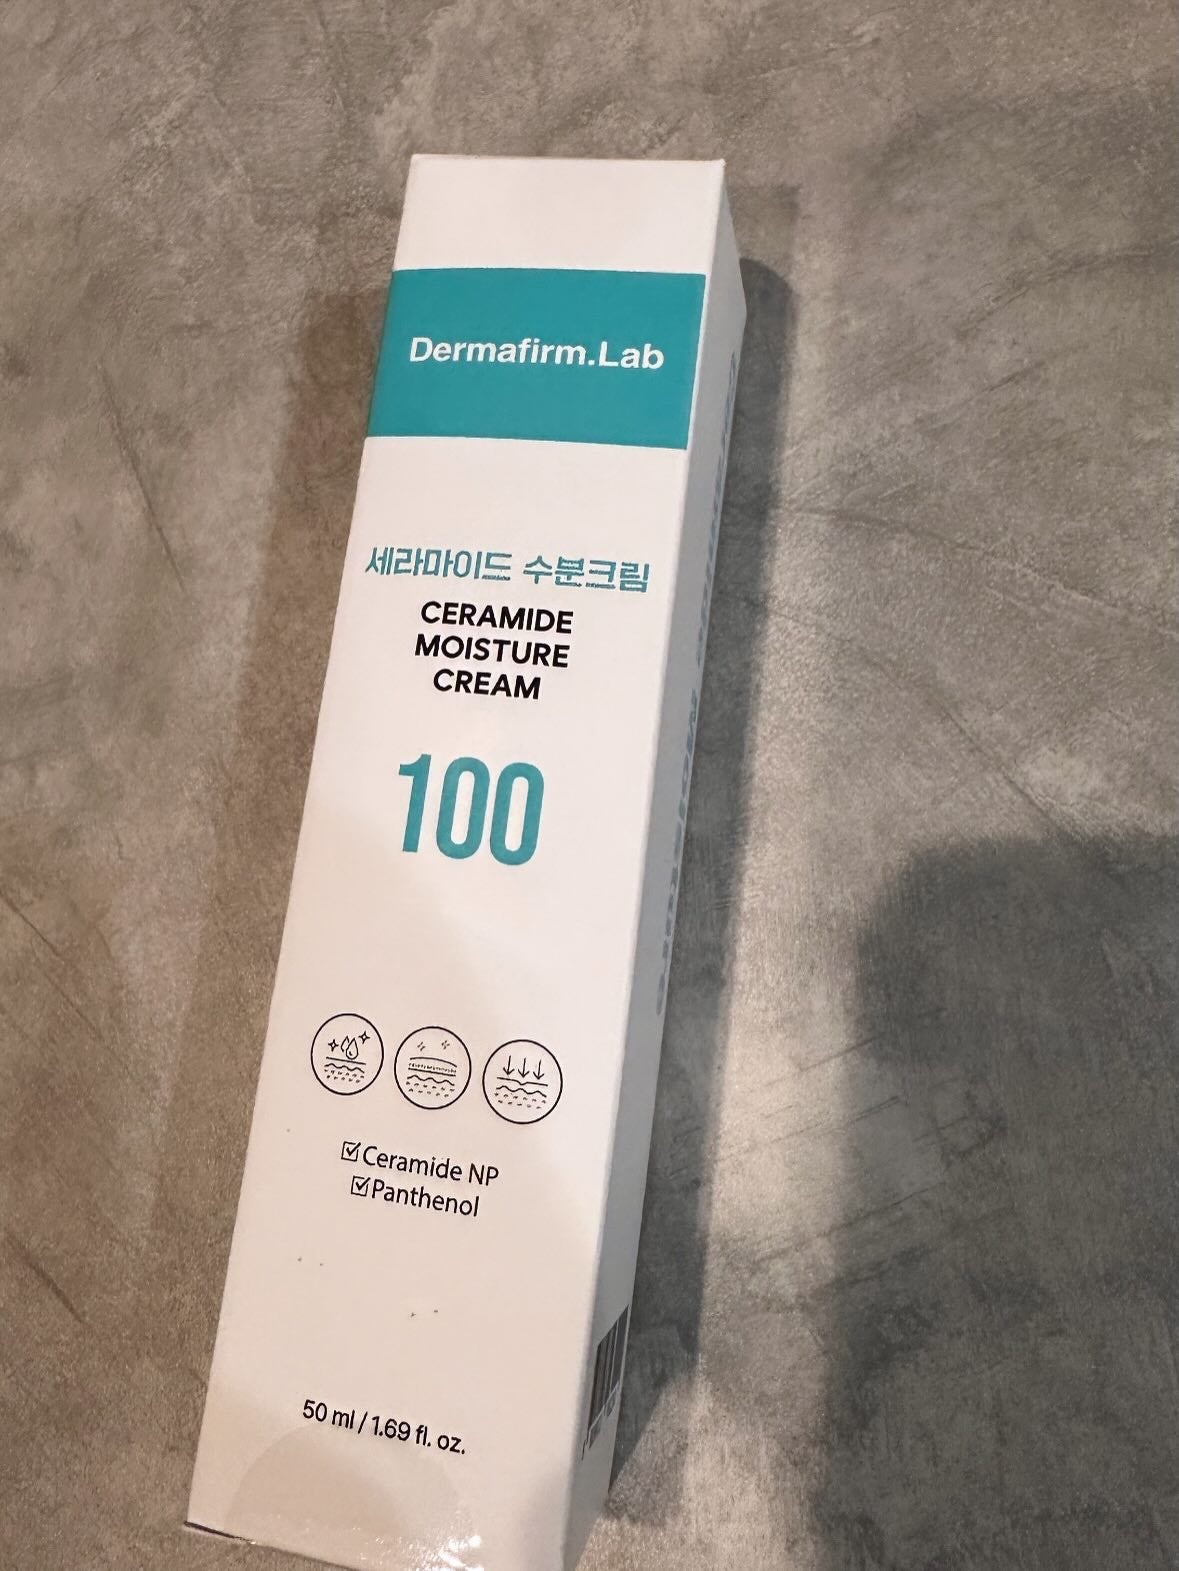 Dermafirm.Lab
세라마이드 수분크림
CERAMIDE
MOISTURE
CREAM
100
☑Ceramide NP
☑Panthenol
50 ml / 1.69 fl. oz.